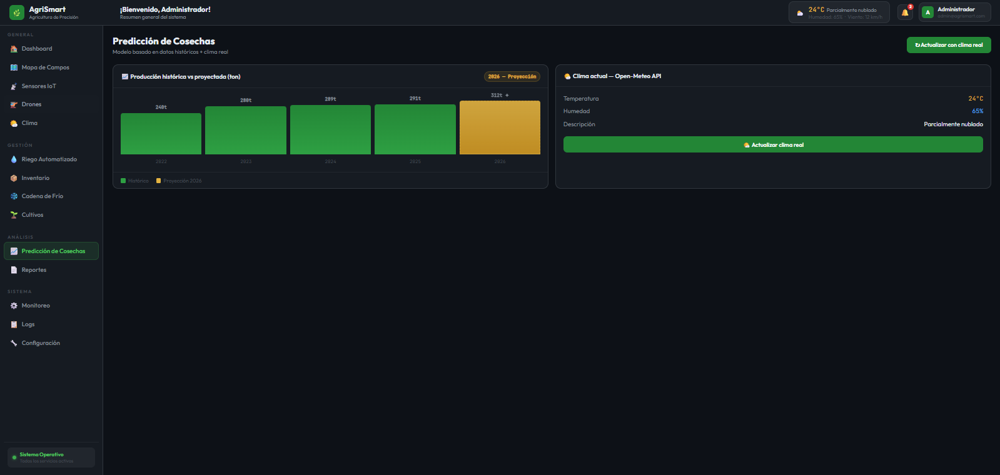 AgriSmart
Agricultura de Precisión
¡Bienvenido, Administrador!
Resumen general del sistema
24°C Parcialmente nublado
Humedad: 65% · Viento: 12 km/h
2
A
Administrador
admin@agrismart.com
GENERAL
Dashboard
Mapa de Campos
Sensores IoT
Drones
Clima
GESTIÓN
Riego Automatizado
Inventario
Cadena de Frío
Cultivos
ANÁLISIS
Predicción de Cosechas
Reportes
SISTEMA
Monitoreo
Logs
Configuración
Sistema Operativo
Todos los servicios activos
Predicción de Cosechas
Modelo basado en datos históricos + clima real
↻ Actualizar con clima real
Producción histórica vs proyectada (ton)
2026 — Proyección
240t
280t
289t
291t
312t ✦
2022
2023
2024
2025
2026
Histórico
Proyección 2026
Clima actual — Open-Meteo API
Temperatura
24°C
Humedad
65%
Descripción
Parcialmente nublado
Actualizar clima real